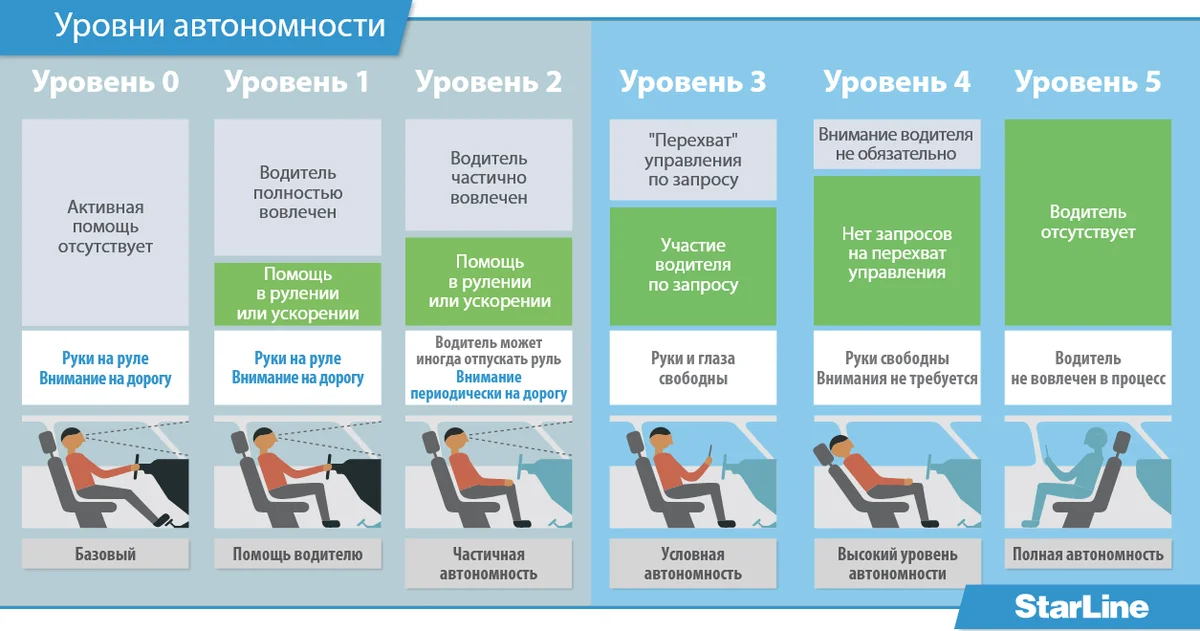 Уровни автономности
Уровень 0
Активная
помощь
отсутствует
Руки на руле
Внимание на дорогу
Базовый
Уровень 1
Водитель
полностью
вовлечен
Помощь
в рулении
или ускорении
Руки на руле
Внимание на дорогу
Помощь водителю
Уровень 2
Водитель
частично
вовлечен
Помощь
в рулении
или ускорении
Водитель может
иногда отпускать руль
Внимание
периодически на дорогу
Частичная
автономность
Уровень 3
"Перехват"
управления
по запросу
Участие
водителя
по запросу
Руки и глаза
свободны
Условная
автономность
Уровень 4
Внимание водителя
не обязательно
Нет запросов
на перехват
управления
Руки свободны
Внимания не требуется
Высокий уровень
автономности
Уровень 5
Водитель
отсутствует
Водитель
не вовлечен в процесс
Полная автономность
StarLine